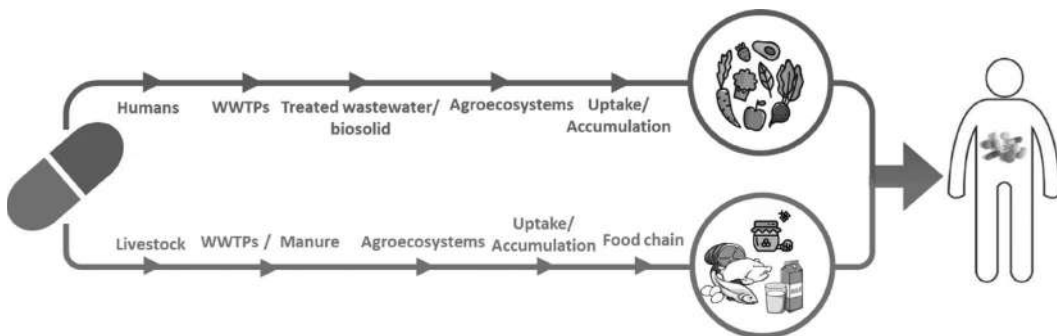 Humans
WWTPs
Treated wastewater/
biosolid
Agroecosystems
Uptake/
Accumulation
Livestock
WWTPs / Manure
Agroecosystems
Uptake/
Accumulation
Food chain